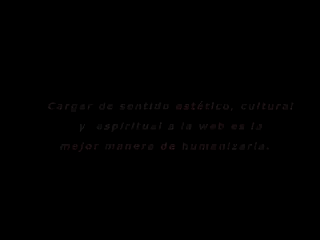 Cargar de sentido estético, cultural
y espiritual a la web es la
mejor manera de humanizarla.